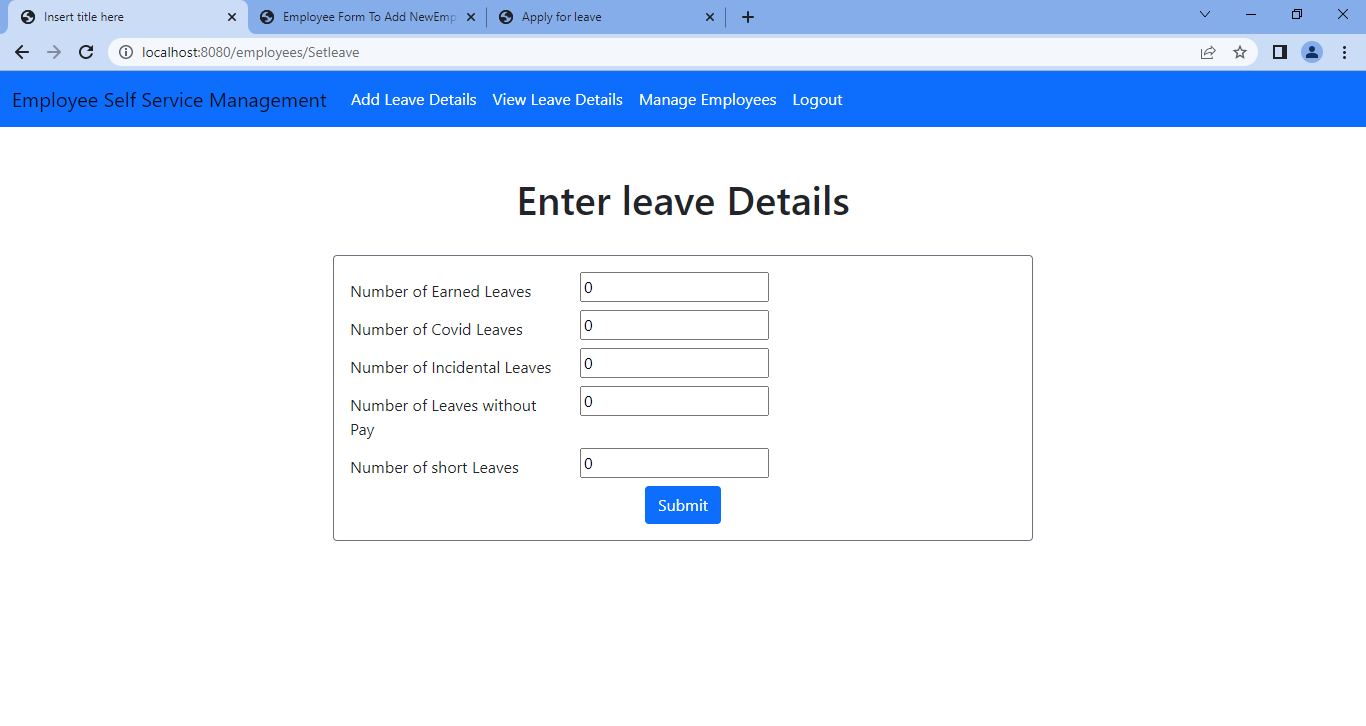 Insert title here
Employee Form To Add NewEmp
Apply for leave
localhost:8080/employees/Setleave
Employee Self Service Management Add Leave Details View Leave Details Manage Employees Logout
Enter leave Details
Number of Earned Leaves 0
Number of Covid Leaves 0
Number of Incidental Leaves 0
Number of Leaves without 0
Pay
Number of short Leaves 0
Submit